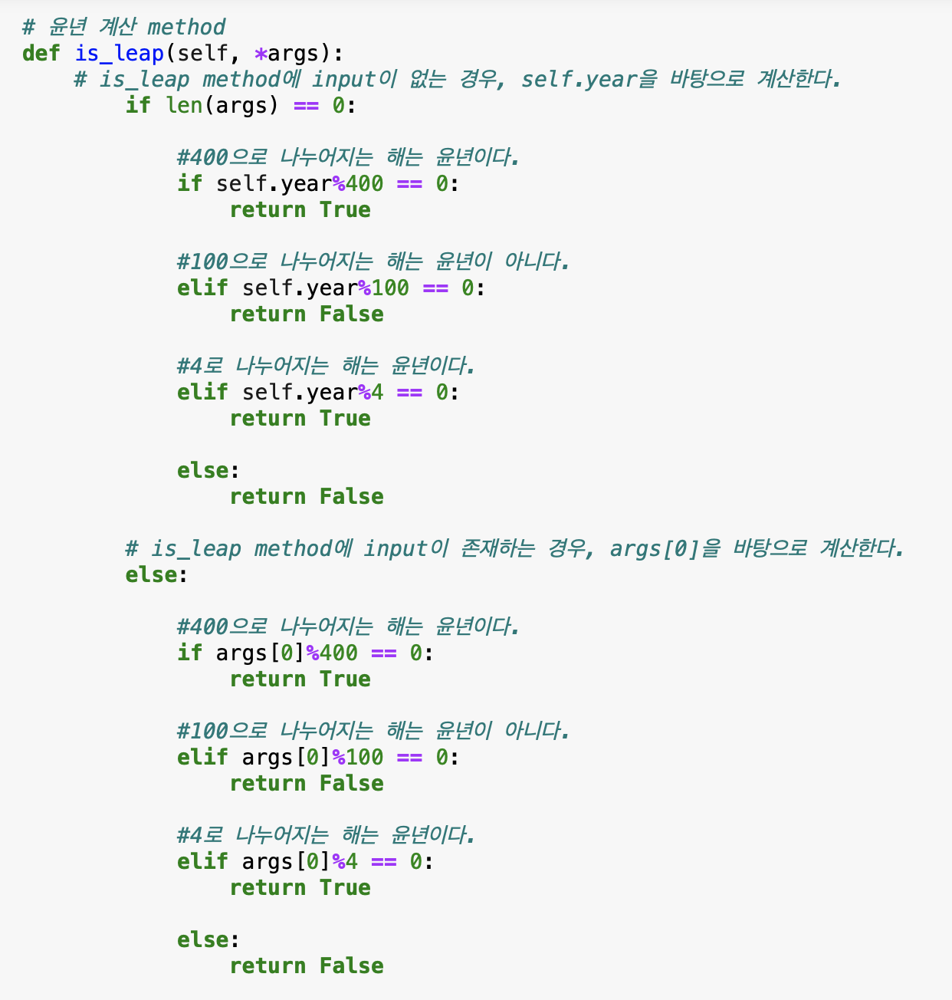 # 윤년 계산 method
def is_leap(self, *args):
    # is_leap method에 input이 없는 경우, self.year을 바탕으로 계산한다.
        if len(args) == 0:

            #400으로 나누어지는 해는 윤년이다.
            if self.year%400 == 0:
                return True

            #100으로 나누어지는 해는 윤년이 아니다.
            elif self.year%100 == 0:
                return False

            #4로 나누어지는 해는 윤년이다.
            elif self.year%4 == 0:
                return True

            else:
                return False

        # is_leap method에 input이 존재하는 경우, args[0]을 바탕으로 계산한다.
        else:

            #400으로 나누어지는 해는 윤년이다.
            if args[0]%400 == 0:
                return True

            #100으로 나누어지는 해는 윤년이 아니다.
            elif args[0]%100 == 0:
                return False

            #4로 나누어지는 해는 윤년이다.
            elif args[0]%4 == 0:
                return True

            else:
                return False